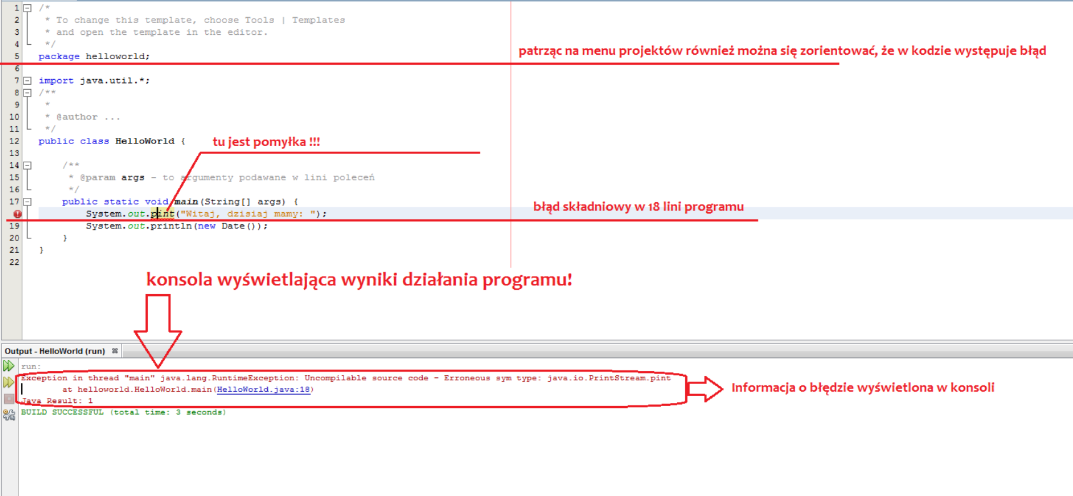 1 /*
2 * To change this template, choose Tools | Templates
3 * and open the template in the editor.
4 */
5 package helloworld;
patrząc na menu projektów również można się zorientować, że w kodzie występuje błąd
6
7 import java.util.*;
8 /**
9 *
10 * @author ...
11 */
12 public class HelloWorld {
tu jest pomyłka !!!
13
14 /**
15 * @param args - to argumenty podawane w lini poleceń
16 */
17 public static void main(String[] args) {
błąd składniowy w 18 lini programu
System.out.pint("Witaj, dzisiaj mamy: ");
19 System.out.println(new Date());
20 }
21 }
22
konsola wyświetlająca wyniki działania programu!
Output - HelloWorld (run)
run:
Exception in thread "main" java.lang.RuntimeException: Uncompilable source code - Erroneous sym type: java.io.PrintStream.pint
at helloworld.HelloWorld.main(HelloWorld.java:18)
Informacja o błędzie wyświetlona w konsoli
Java Result: 1
BUILD SUCCESSFUL (total time: 3 seconds)